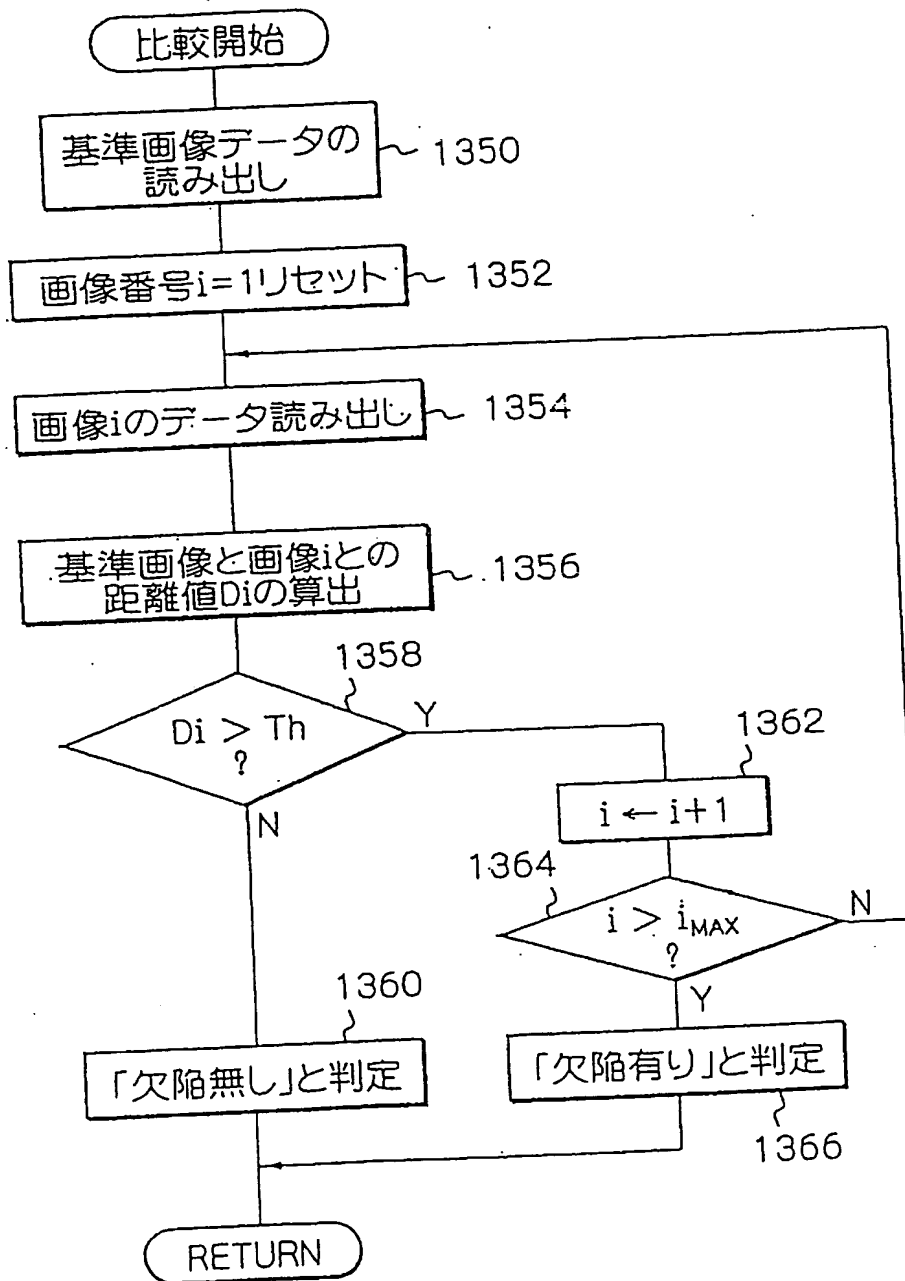 比較開始
基準画像データの
読み出し
1350
画像番号i=1リセット
1352
画像iのデータ読み出し
1354
基準画像と画像iとの
距離値Diの算出
1356
1358
Di > Th
?
Y
N
1362
i ← i+1
1364
i > iMAX
?
N
Y
1360
「欠陥無し」と判定
「欠陥有り」と判定
1366
RETURN